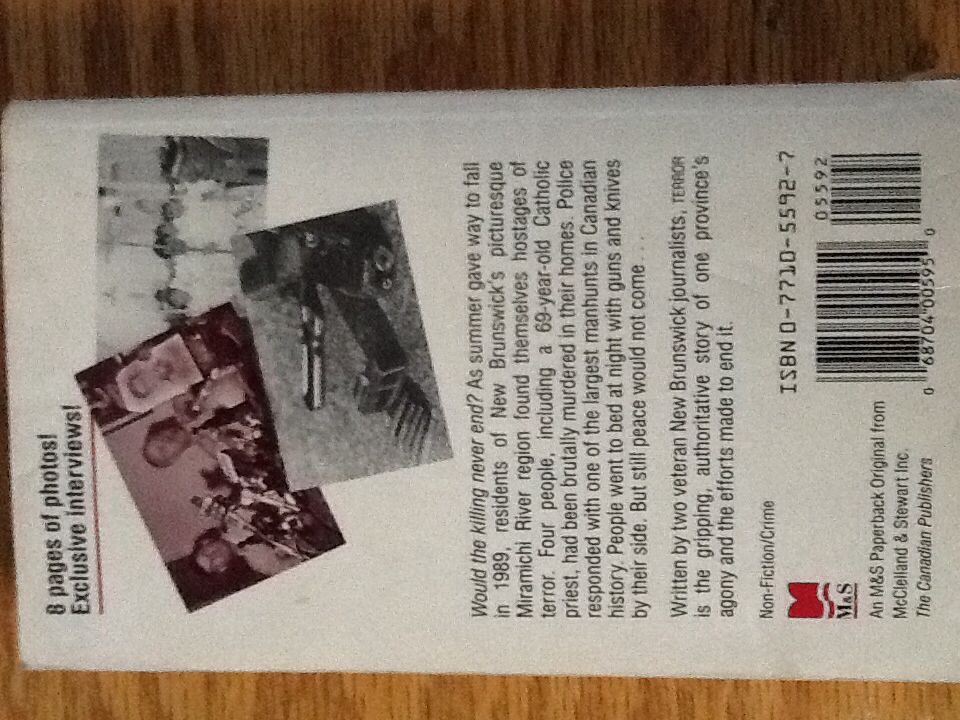 8 pages of photos!
Exclusive interviews!
Would the killing never end? As summer gave way to fall
in 1989, residents of New Brunswick's picturesque
Miramichi River region found themselves hostages of
terror. Four people, including a 69-year-old Catholic
priest, had been brutally murdered in their homes. Police
responded with one of the largest manhunts in Canadian
history. People went to bed at night with guns and knives
by their side. But still peace would not come . . .
Written by two veteran New Brunswick journalists, TERROR
is the gripping, authoritative story of one province's
agony and the efforts made to end it.
Non-Fiction/Crime
M&S
An M&S Paperback Original from
McClelland & Stewart Inc.
The Canadian Publishers
ISBN 0-7710-5592-7
05592
0 68704 00595 0